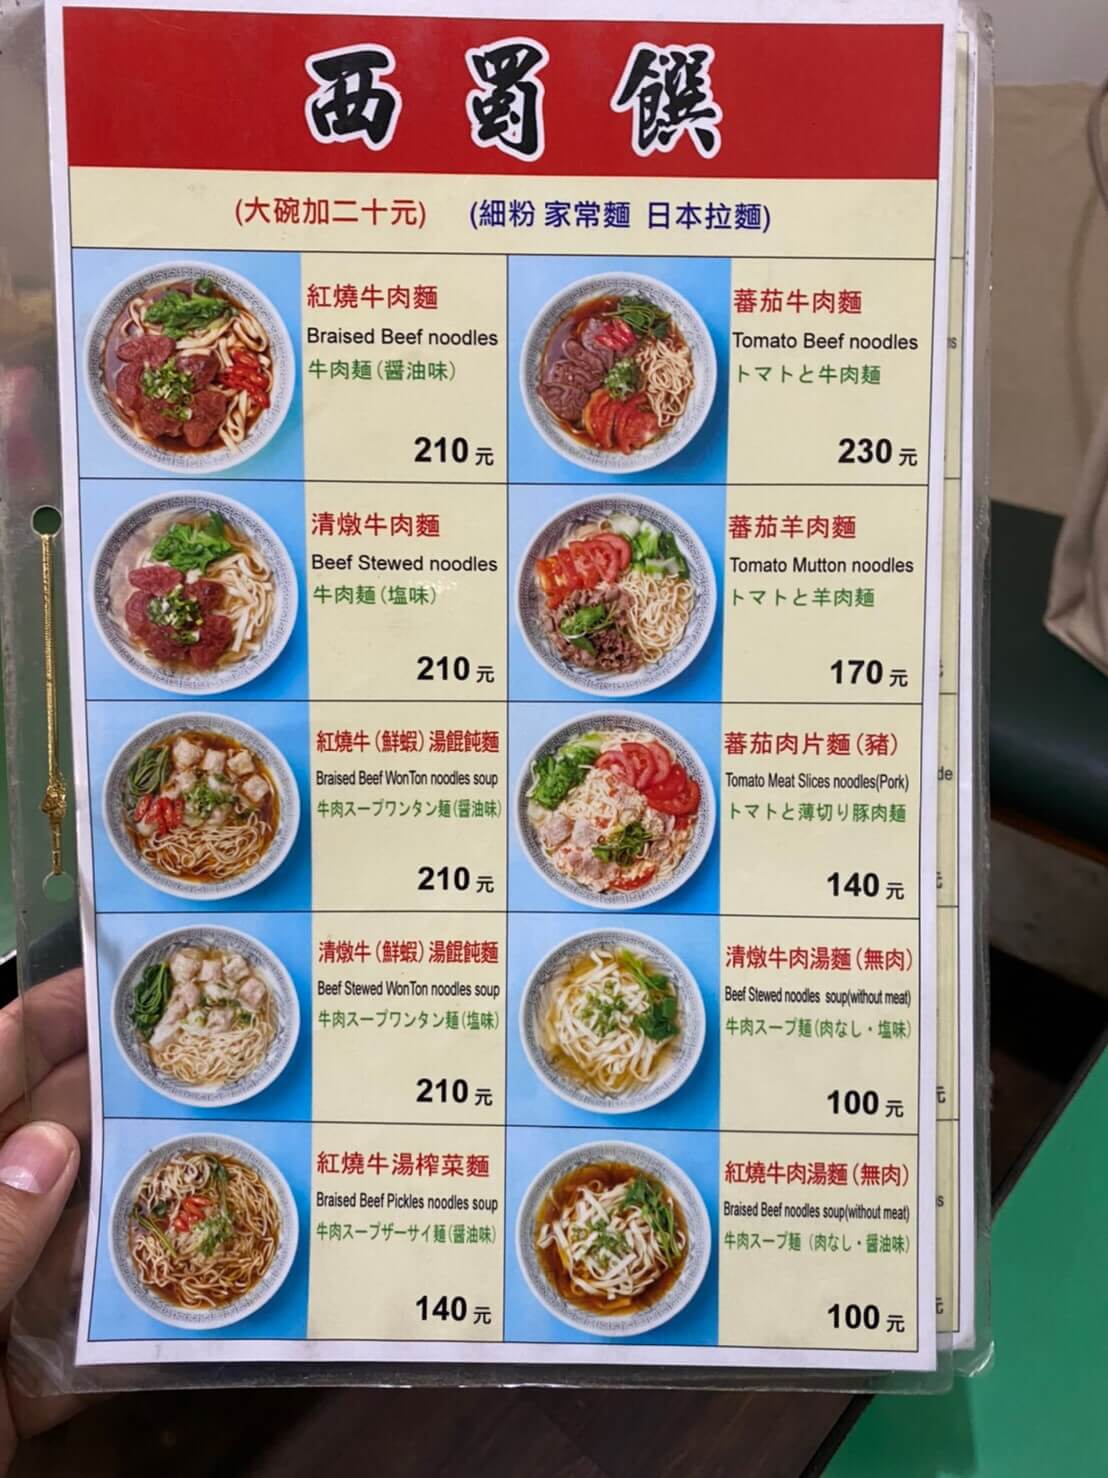 西蜀饌
(大碗加二十元) (細粉 家常麵 日本拉麵)
紅燒牛肉麵
Braised Beef noodles
牛肉麺(醤油味)
210元
蕃茄牛肉麵
Tomato Beef noodles
トマトと牛肉麺
230元
清燉牛肉麵
Beef Stewed noodles
牛肉麺(塩味)
210元
蕃茄羊肉麵
Tomato Mutton noodles
トマトと羊肉麺
170元
紅燒牛(鮮蝦)湯餛飩麵
Braised Beef WonTon noodles soup
牛肉スープワンタン麺(醤油味)
210元
蕃茄肉片麵(豬)
Tomato Meat Slices noodles(Pork)
トマトと薄切り豚肉麺
140元
清燉牛(鮮蝦)湯餛飩麵
Beef Stewed WonTon noodles soup
牛肉スープワンタン麺(塩味)
210元
清燉牛肉湯麵(無肉)
Beef Stewed noodles soup(without meat)
牛肉スープ麺(肉なし・塩味)
100元
紅燒牛湯榨菜麵
Braised Beef Pickles noodles soup
牛肉スープザーサイ麺(醤油味)
140元
紅燒牛肉湯麵(無肉)
Braised Beef noodles soup(without meat)
牛肉スープ麺(肉なし・醤油味)
100元